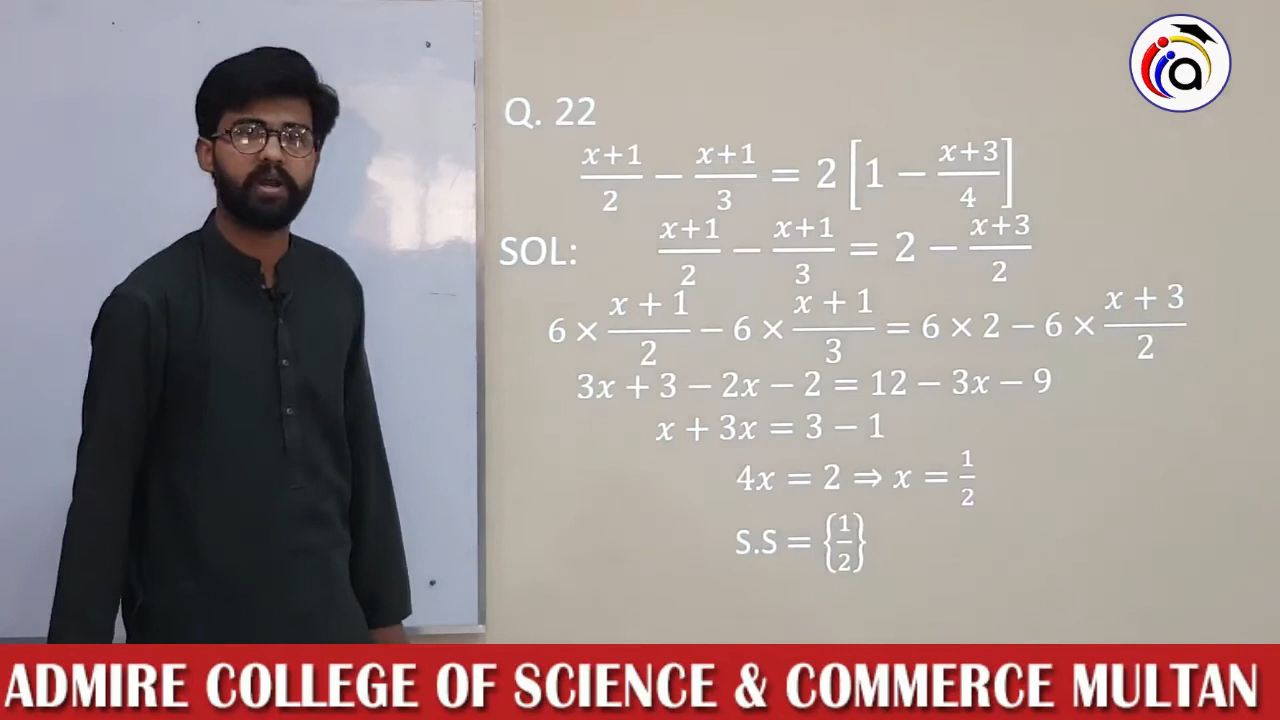 a
Q. 22
x+1/2 − x+1/3 = 2 [1 − x+3/4]
SOL: x+1/2 − x+1/3 = 2 − x+3/2
6 × x + 1/2 − 6 × x + 1/3 = 6 × 2 − 6 × x + 3/2
3x + 3 − 2x − 2 = 12 − 3x − 9
x + 3x = 3 − 1
4x = 2 ⇒ x = 1/2
S.S = {1/2}
ADMIRE COLLEGE OF SCIENCE & COMMERCE MULTAN